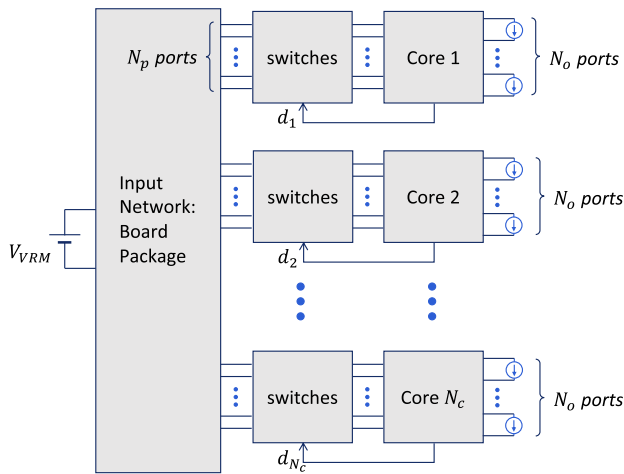 N_p ports
switches
Core 1
N_o ports
d_1
Input
Network:
Board
Package
switches
Core 2
N_o ports
V_VRM
d_2
switches
Core N_c
N_o ports
d_{N_c}